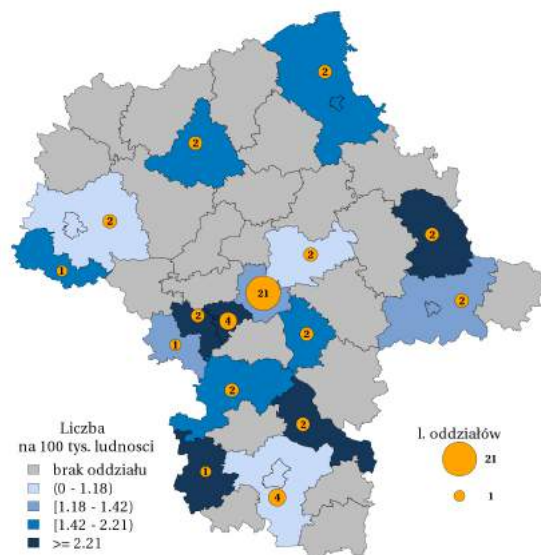 2
2
2
2
1
2
2
21
2
4
1
2
2
2
1
4
Liczba
na 100 tys. ludnosci
brak oddziału
(0 - 1.18)
[1.18 - 1.42)
[1.42 - 2.21)
>= 2.21
l. oddziałów
21
1